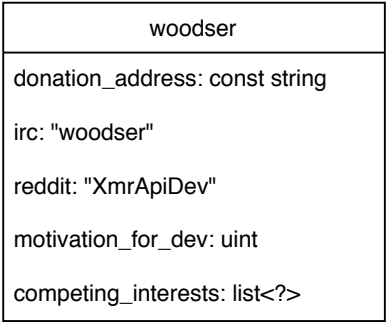 woodser
donation_address: const string
irc: "woodser"
reddit: "XmrApiDev"
motivation_for_dev: uint
competing_interests: list<?>